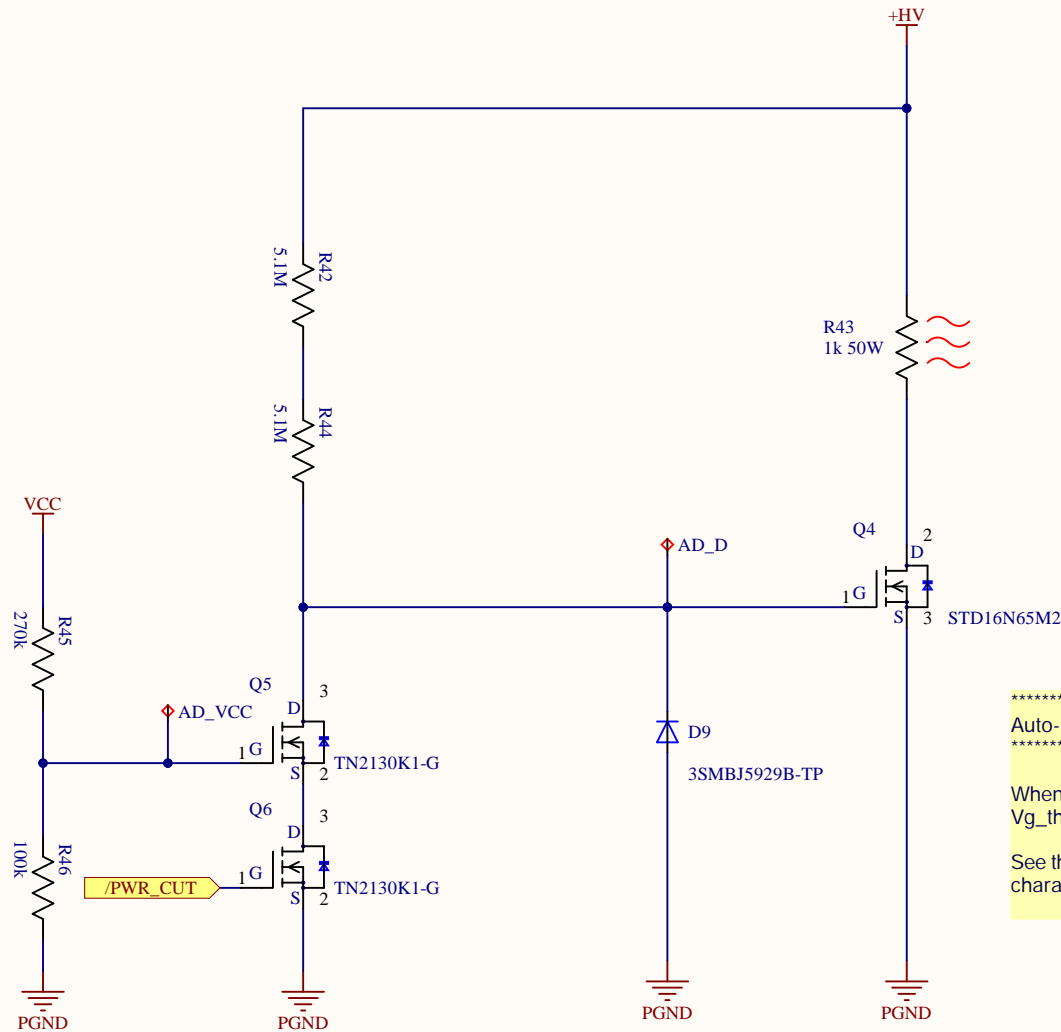 +HV
R42
5.1M
R43
1k 50W
R44
5.1M
VCC
Q4
2
D
AD_D
1 G
S 3 STD16N65M2
R45
270k
Q5
3
D
AD_VCC
1 G
S 2 TN2130K1-G
D9
3SMBJ5929B-TP
********
Auto-
********
When
Vg_th
See th
chara
Q6
3
D
R46
100k
/PWR_CUT
1 G
S 2 TN2130K1-G
PGND
PGND
PGND
PGND